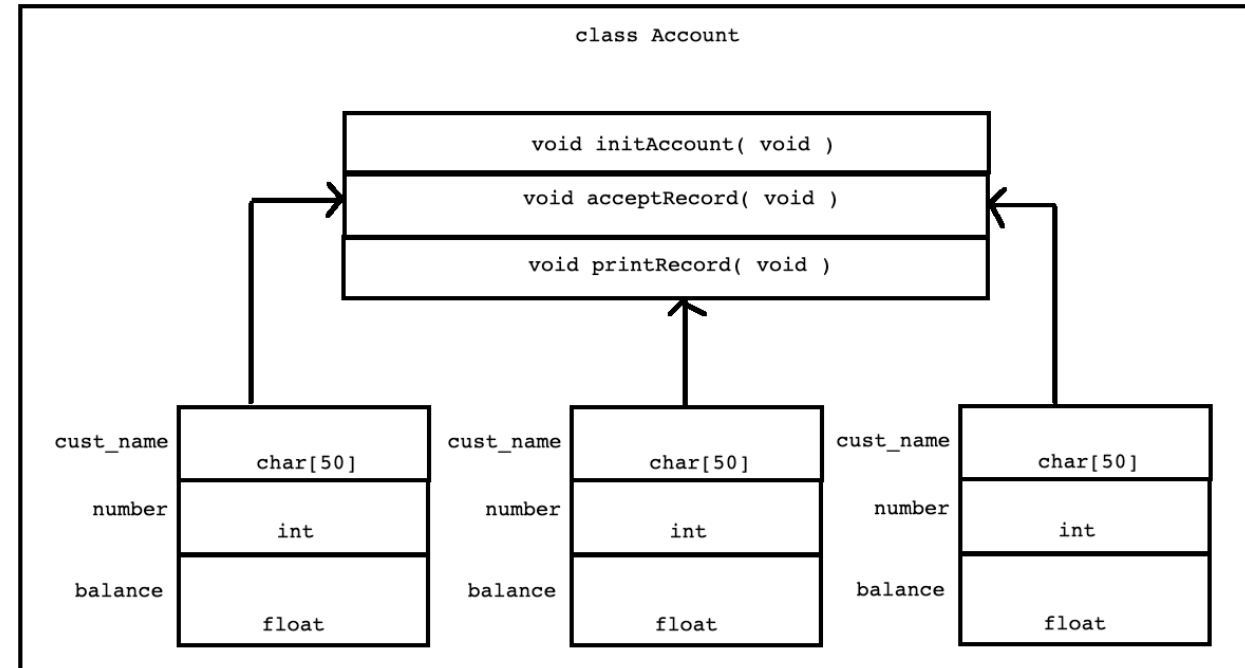 class Account
void initAccount( void )
void acceptRecord( void )
void printRecord( void )
cust_name
char[50]
number
int
balance
float
cust_name
char[50]
number
int
balance
float
cust_name
char[50]
number
int
balance
float